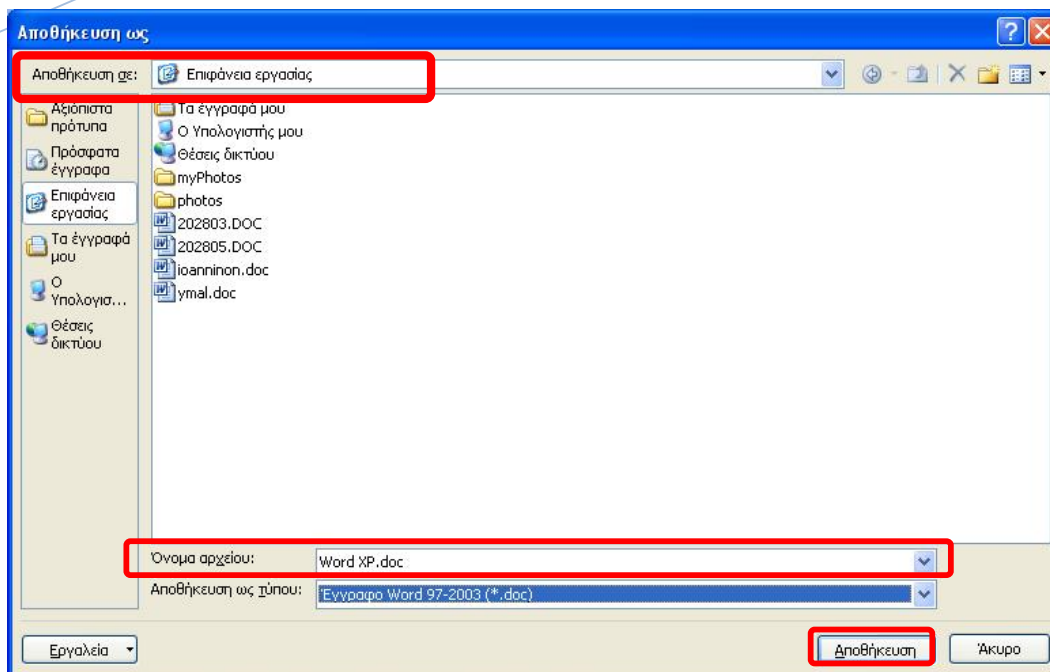 Αποθήκευση ως
Αποθήκευση σε: Επιφάνεια εργασίας
Αξιόπιστα
πρότυπα
Πρόσφατα
έγγραφα
Επιφάνεια
εργασίας
Τα έγγραφά
μου
Ο
Υπολογισ...
Θέσεις
δικτύου
Τα έγγραφά μου
Ο Υπολογιστής μου
Θέσεις δικτύου
myPhotos
photos
202803.DOC
202805.DOC
ioanninon.doc
ymal.doc
Όνομα αρχείου: Word XP.doc
Αποθήκευση ως τύπου: Έγγραφο Word 97-2003 (*.doc)
Εργαλεία Αποθήκευση Άκυρο